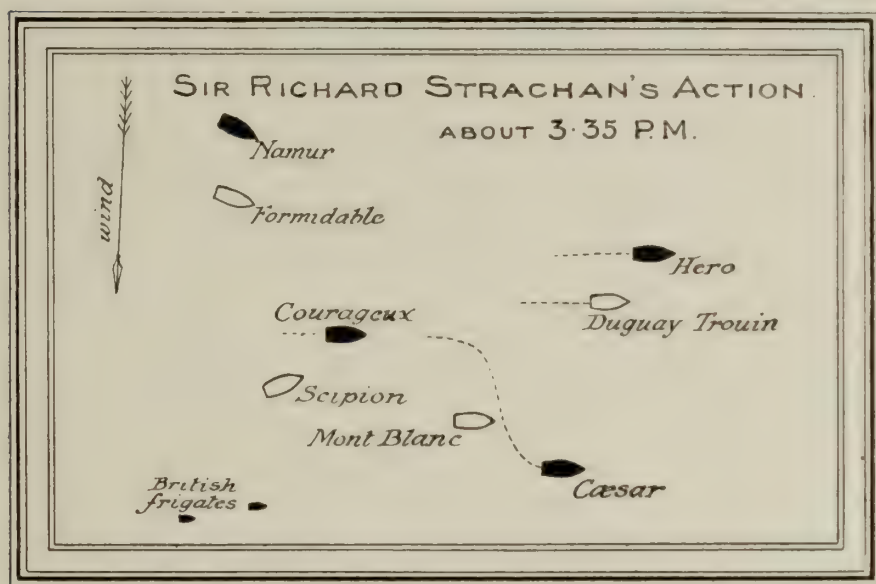 SIR RICHARD STRACHAN'S ACTION.
ABOUT 3·35 P.M.
wind
Namur
Formidable
Hero
Duguay Trouin
Courageux
Scipion
Mont Blanc
Cæsar
British
frigates